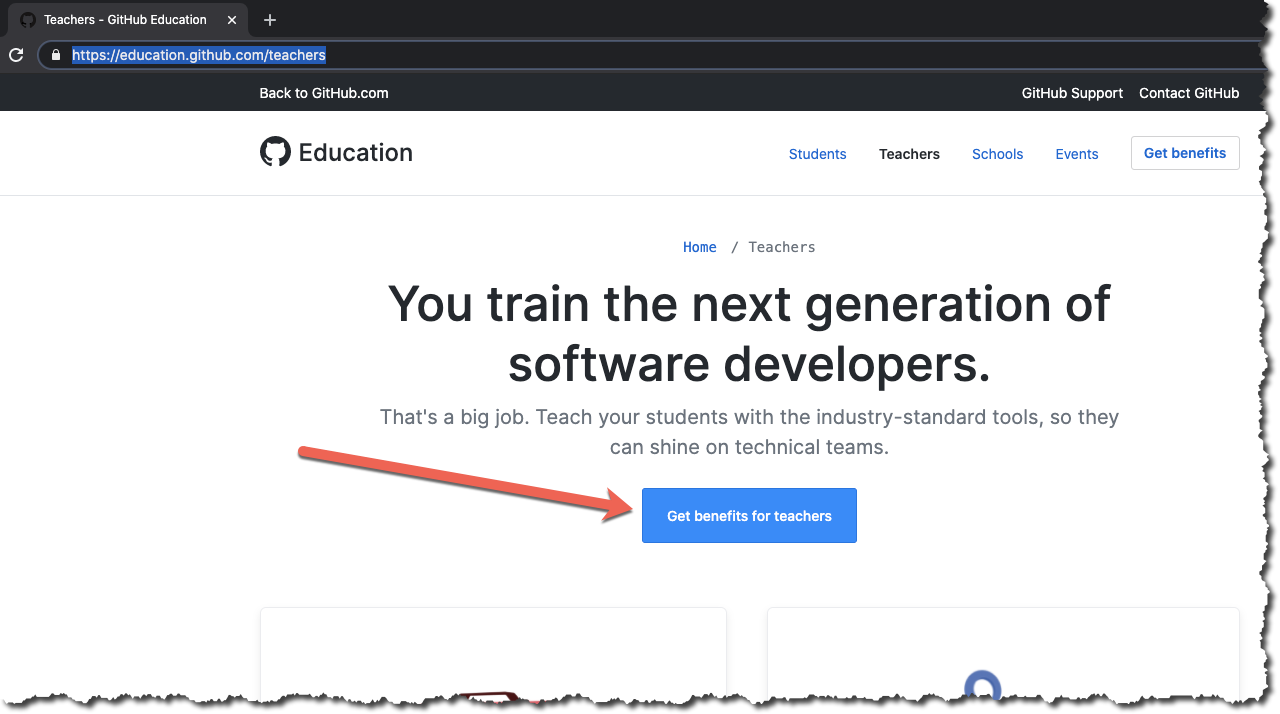 Teachers - GitHub Education
https://education.github.com/teachers
Back to GitHub.com GitHub Support Contact GitHub
Education Students Teachers Schools Events Get benefits
Home / Teachers
You train the next generation of
software developers.
That's a big job. Teach your students with the industry-standard tools, so they
can shine on technical teams.
Get benefits for teachers